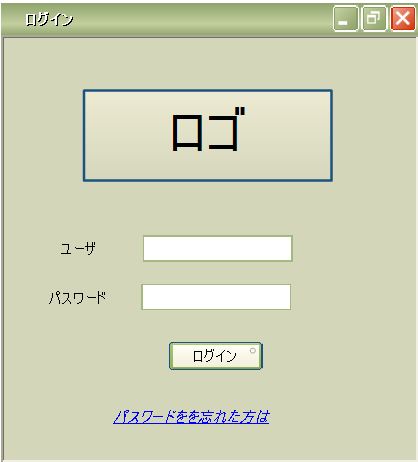 ログイン
ロゴ
ユーザ
パスワード
ログイン
パスワードをを忘れた方は